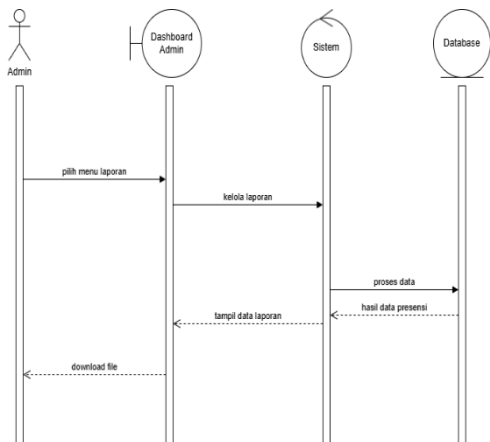 Admin
Dashboard
Admin
Sistem
Database
pilih menu laporan
kelola laporan
proses data
hasil data presensi
tampil data laporan
download file